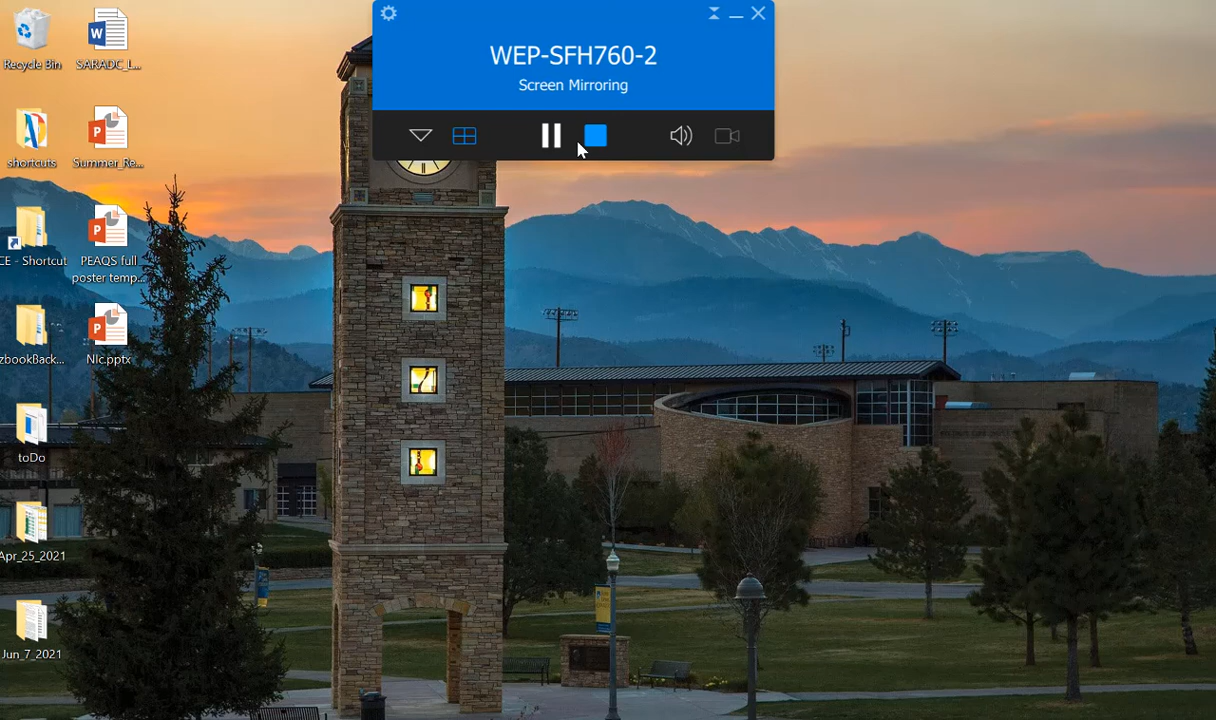 WEP-SFH760-2
Screen Mirroring
Recycle Bin
SARADC_L...
shortcuts
Summer_Re...
CE - Shortcut
PEAQS full
poster temp...
zbookBack...
NIc.pptx
toDo
Apr_25_2021
Jun_7_2021